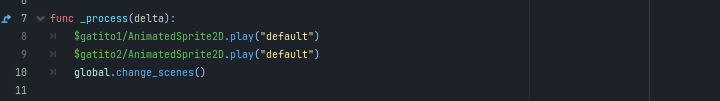 7 func _process(delta):
8 $gatito1/AnimatedSprite2D.play("default")
9 $gatito2/AnimatedSprite2D.play("default")
10 global.change_scenes()
11